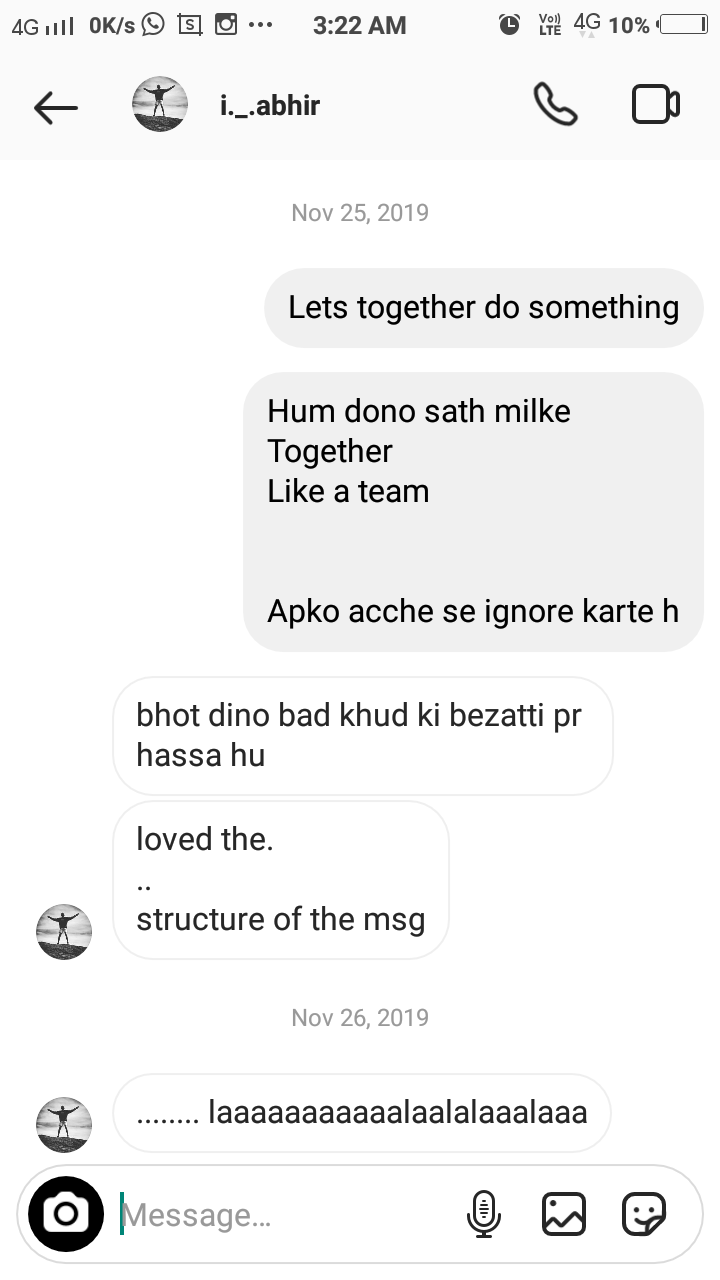 4G 0K/s S 3:22 AM Vo)) LTE 4G 10%
i._.abhir
Nov 25, 2019
Lets together do something
Hum dono sath milke
Together
Like a team
Apko acche se ignore karte h
bhot dino bad khud ki bezatti pr
hassa hu
loved the.
..
structure of the msg
Nov 26, 2019
........ laaaaaaaaaaalaalalaaalaaa
Message...